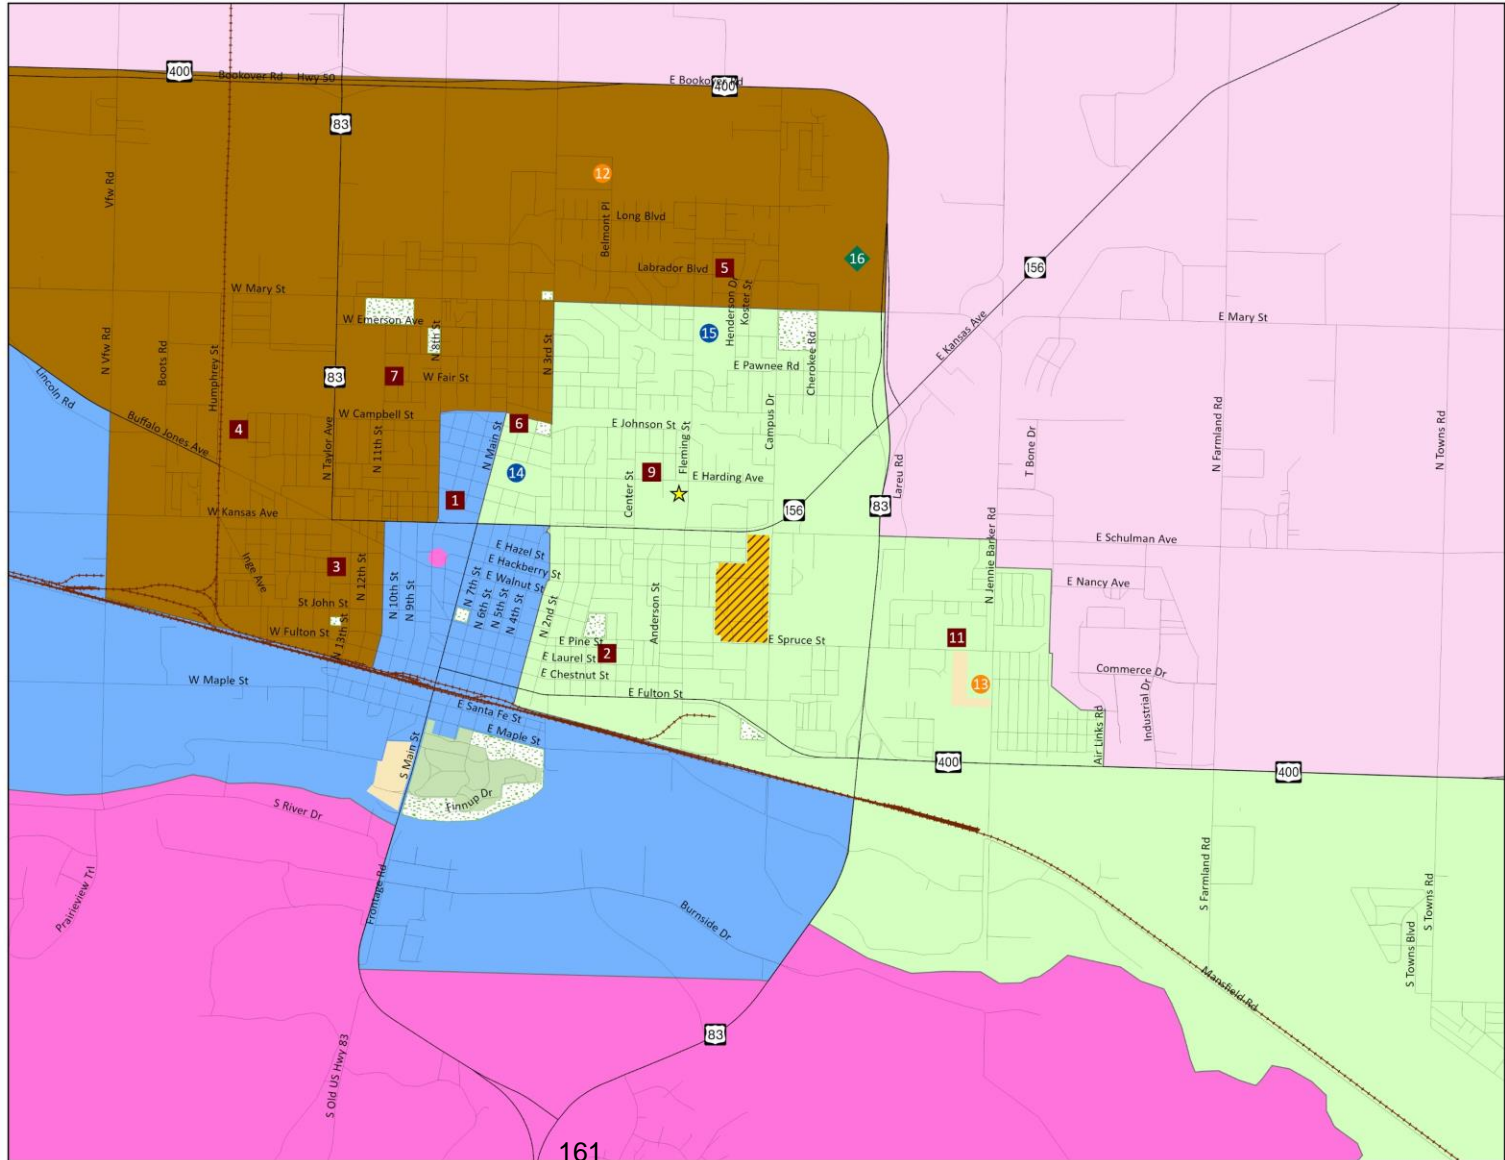 400
Bookover Rd
Hwy 50
E Bookover Rd
400
83
12
Vfw Rd
Long Blvd
Belmont Pl
16
Labrador Blvd
5
156
W Mary St
Henderson Dr
Koster St
E Mary St
W Emerson Ave
15
E Kansas Ave
N Vfw Rd
Boots Rd
Humphrey St
N 8th St
N 3rd St
E Pawnee Rd
Cherokee Rd
83
7
W Fair St
Lincoln Rd
W Campbell St
Buffalo Jones Ave
4
N Taylor Ave
N 11th St
N Main St
6
E Johnson St
Fleming St
Campus Dr
T Bone Dr
N Farmland Rd
N Towns Rd
14
9
E Harding Ave
Center St
Lareu Rd
1
W Kansas Ave
156
83
N Jennie Barker Rd
E Schulman Ave
E Hazel St
E Hackberry St
E Walnut St
Inge Ave
3
N 12th St
N 10th St
N 9th St
N 7th St
N 6th St
N 5th St
N 4th St
N 2nd St
Anderson St
E Nancy Ave
St John St
N 13th St
W Fulton St
E Pine St
2
E Spruce St
11
E Laurel St
E Chestnut St
Commerce Dr
W Maple St
E Fulton St
13
Industrial Dr
Air Links Rd
E Santa Fe St
E Maple St
S Main St
400
400
Finnup Dr
S River Dr
Prairieview Trl
Frontage Rd
Burnside Dr
S Farmland Rd
S Towns Rd
S Towns Blvd
Mansfield Rd
83
S Old US Hwy 83
161